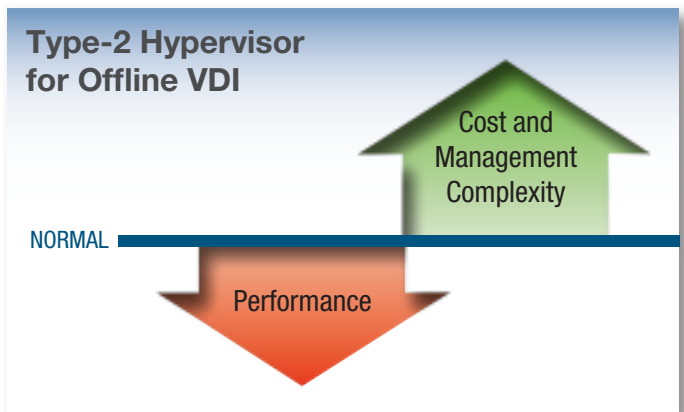 Type-2 Hypervisor
for Offline VDI
Cost and
Management
Complexity
NORMAL
Performance